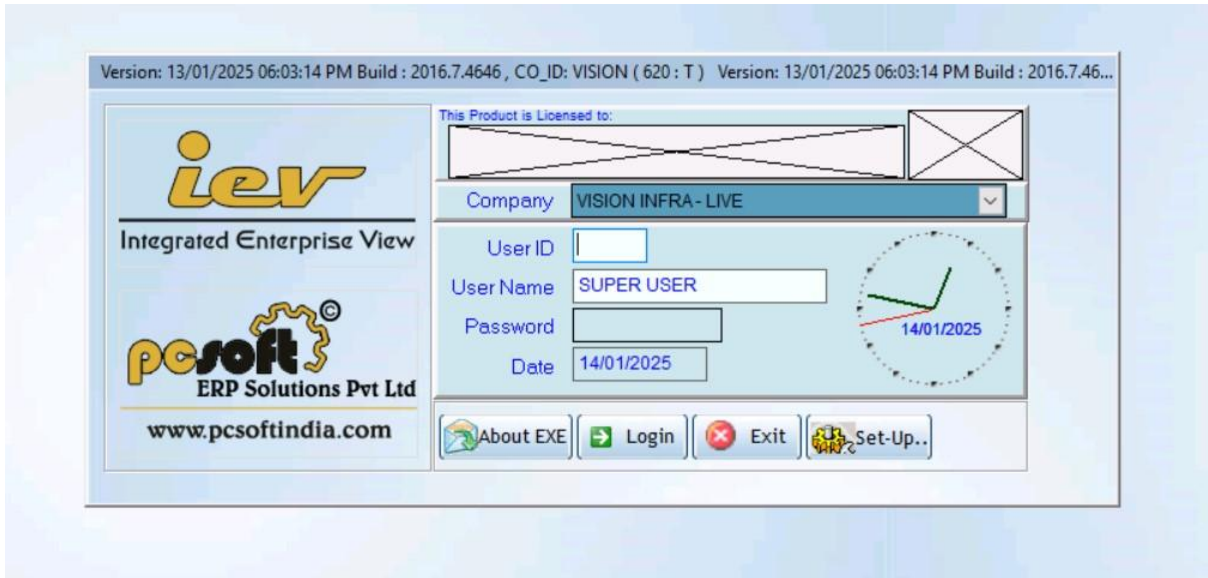 Version: 13/01/2025 06:03:14 PM Build : 2016.7.4646 , CO_ID: VISION ( 620 : T )   Version: 13/01/2025 06:03:14 PM Build : 2016.7.46...
iev
Integrated Enterprise View
pcsoft ©
ERP Solutions Pvt Ltd
www.pcsoftindia.com
This Product is Licensed to:
Company VISION INFRA - LIVE
User ID
User Name SUPER USER
Password
Date 14/01/2025
14/01/2025
About EXE Login Exit Set-Up..